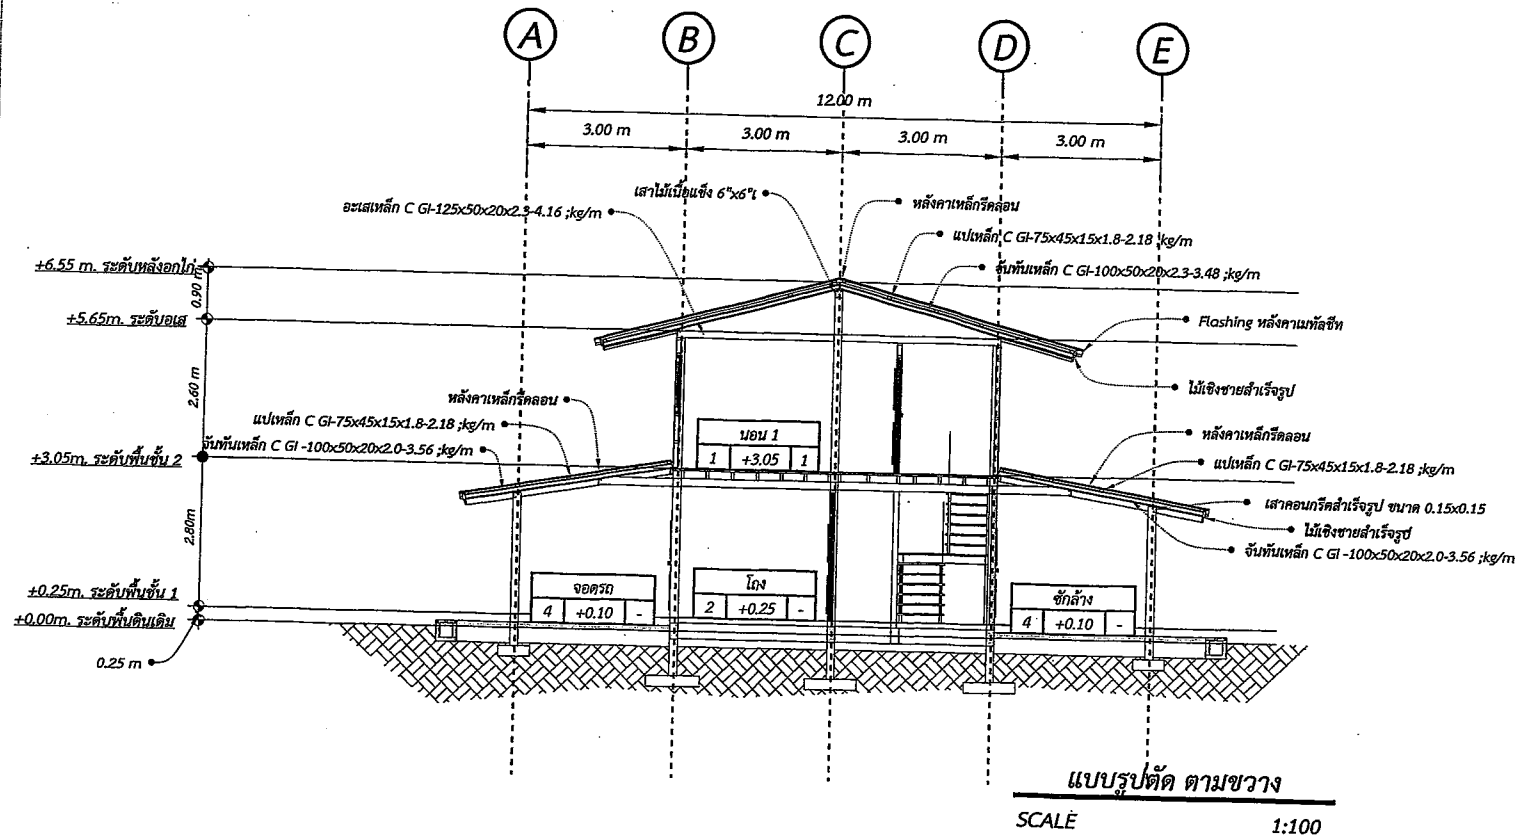 A
B
C
D
E
12.00 m
3.00 m
3.00 m
3.00 m
3.00 m
เสาไม้เนื้อแข็ง 6"x6"เ
หลังคาเหล็กรีดลอน
อะเสเหล็ก C GI-125x50x20x2.3-4.16 ;kg/m
แปเหล็ก C GI-75x45x15x1.8-2.18 ;kg/m
+6.55 m. ระดับหลังอกไก่
จันทันเหล็ก C GI-100x50x20x2.3-3.48 ;kg/m
0.90 m
+5.65m. ระดับอเส
Flashing หลังคาเมทัลชีท
2.60 m
ไม้เชิงชายสำเร็จรูป
หลังคาเหล็กรีดลอน
แปเหล็ก C GI-75x45x15x1.8-2.18 ;kg/m
นอน 1
1 +3.05 1
หลังคาเหล็กรีดลอน
จันทันเหล็ก C GI -100x50x20x2.0-3.56 ;kg/m
+3.05m. ระดับพื้นชั้น 2
แปเหล็ก C GI-75x45x15x1.8-2.18 ;kg/m
เสาคอนกรีตสำเร็จรูป ขนาด 0.15x0.15
2.80m
ไม้เชิงชายสำเร็จรูป
จันทันเหล็ก C GI -100x50x20x2.0-3.56 ;kg/m
จอดรถ
4 +0.10 -
โถง
2 +0.25 -
ซักล้าง
4 +0.10 -
+0.25m. ระดับพื้นชั้น 1
+0.00m. ระดับพื้นดินเดิม
0.25 m
แบบรูปตัด ตามขวาง
SCALE 1:100